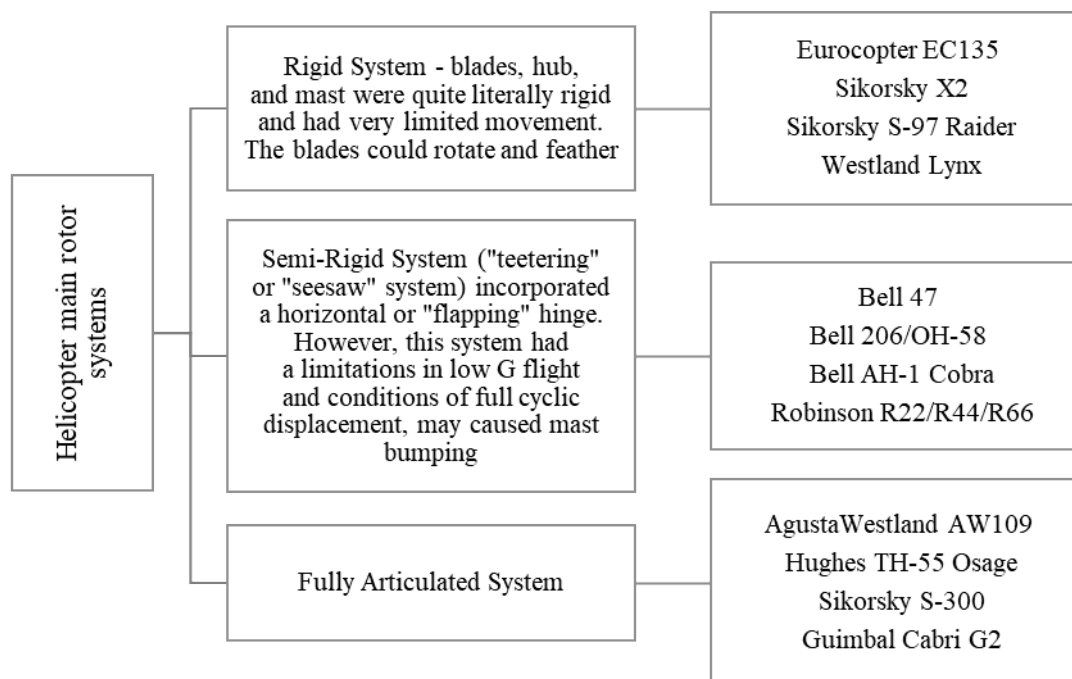 Helicopter main rotor
systems
Rigid System - blades, hub,
and mast were quite literally rigid
and had very limited movement.
The blades could rotate and feather
Eurocopter EC135
Sikorsky X2
Sikorsky S-97 Raider
Westland Lynx
Semi-Rigid System ("teetering"
or "seesaw" system) incorporated
a horizontal or "flapping" hinge.
However, this system had
a limitations in low G flight
and conditions of full cyclic
displacement, may caused mast
bumping
Bell 47
Bell 206/OH-58
Bell AH-1 Cobra
Robinson R22/R44/R66
Fully Articulated System
AgustaWestland AW109
Hughes TH-55 Osage
Sikorsky S-300
Guimbal Cabri G2